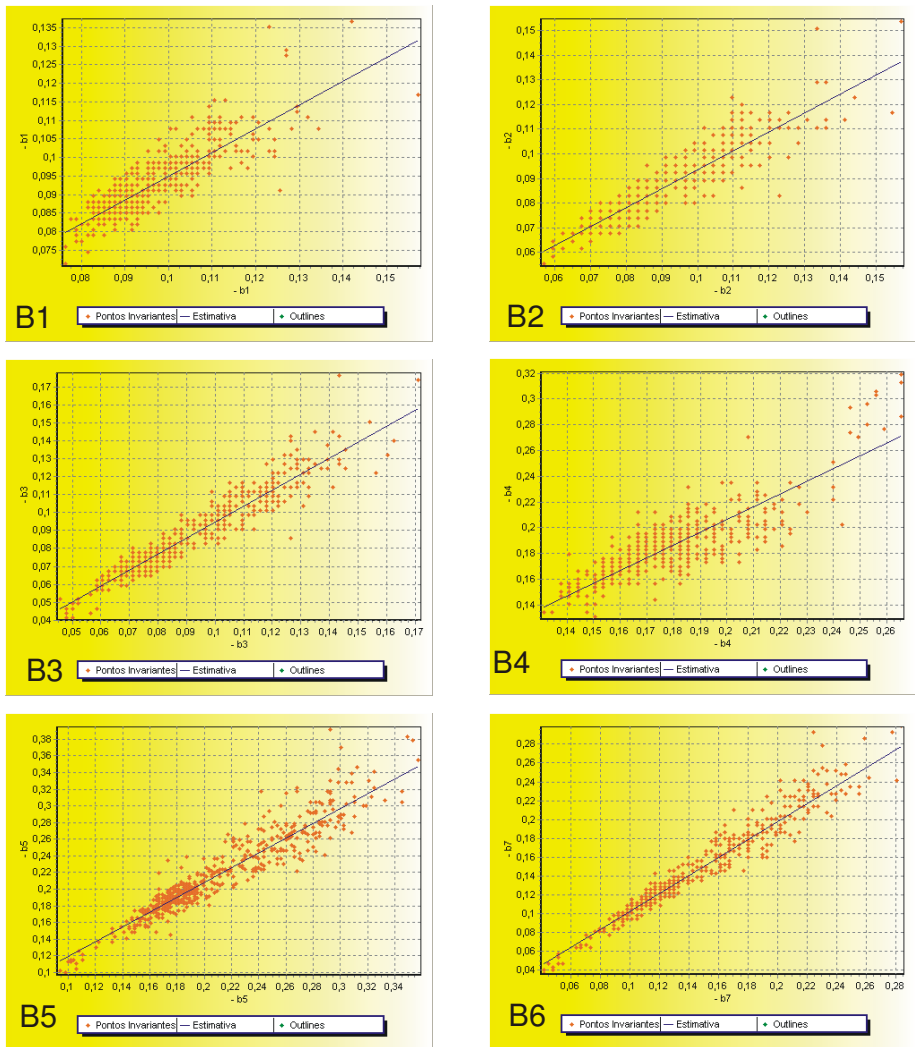 0,135
0,13
0,125
0,12
0,115
0,11
0,105
0,1
0,095
0,09
0,085
0,08
0,075
- b1
0,08 0,09 0,1 0,11 0,12 0,13 0,14 0,15
- b1
B1
Pontos Invariantes Estimativa Outlines
0,15
0,14
0,13
0,12
0,11
0,1
0,09
0,08
0,07
0,06
- b2
0,06 0,07 0,08 0,09 0,1 0,11 0,12 0,13 0,14 0,15
- b2
B2
Pontos Invariantes Estimativa Outlines
0,17
0,16
0,15
0,14
0,13
0,12
0,11
0,1
0,09
0,08
0,07
0,06
0,05
0,04
- b3
0,05 0,06 0,07 0,08 0,09 0,1 0,11 0,12 0,13 0,14 0,15 0,16 0,17
- b3
B3
Pontos Invariantes Estimativa Outlines
0,32
0,3
0,28
0,26
0,24
0,22
0,2
0,18
0,16
0,14
- b4
0,14 0,15 0,16 0,17 0,18 0,19 0,2 0,21 0,22 0,23 0,24 0,25 0,26
- b4
B4
Pontos Invariantes Estimativa Outlines
0,38
0,36
0,34
0,32
0,3
0,28
0,26
0,24
0,22
0,2
0,18
0,16
0,14
0,12
0,1
- b5
0,1 0,12 0,14 0,16 0,18 0,2 0,22 0,24 0,26 0,28 0,3 0,32 0,34
- b5
B5
Pontos Invariantes Estimativa Outlines
0,28
0,26
0,24
0,22
0,2
0,18
0,16
0,14
0,12
0,1
0,08
0,06
0,04
- b7
0,06 0,08 0,1 0,12 0,14 0,16 0,18 0,2 0,22 0,24 0,26 0,28
- b7
B6
Pontos Invariantes Estimativa Outlines